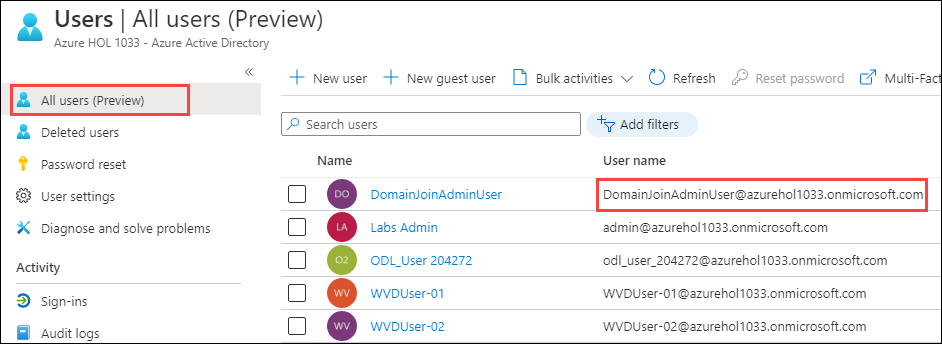 Users | All users (Preview)
Azure HOL 1033 - Azure Active Directory
«
All users (Preview)
Deleted users
Password reset
User settings
Diagnose and solve problems
Activity
Sign-ins
Audit logs
New user
New guest user
Bulk activities
Refresh
Reset password
Multi-Fact
Search users
Add filters
Name User name
DO DomainJoinAdminUser DomainJoinAdminUser@azurehol1033.onmicrosoft.com
LA Labs Admin admin@azurehol1033.onmicrosoft.com
O2 ODL_User 204272 odl_user_204272@azurehol1033.onmicrosoft.com
WV WVDUser-01 WVDUser-01@azurehol1033.onmicrosoft.com
WV WVDUser-02 WVDUser-02@azurehol1033.onmicrosoft.com